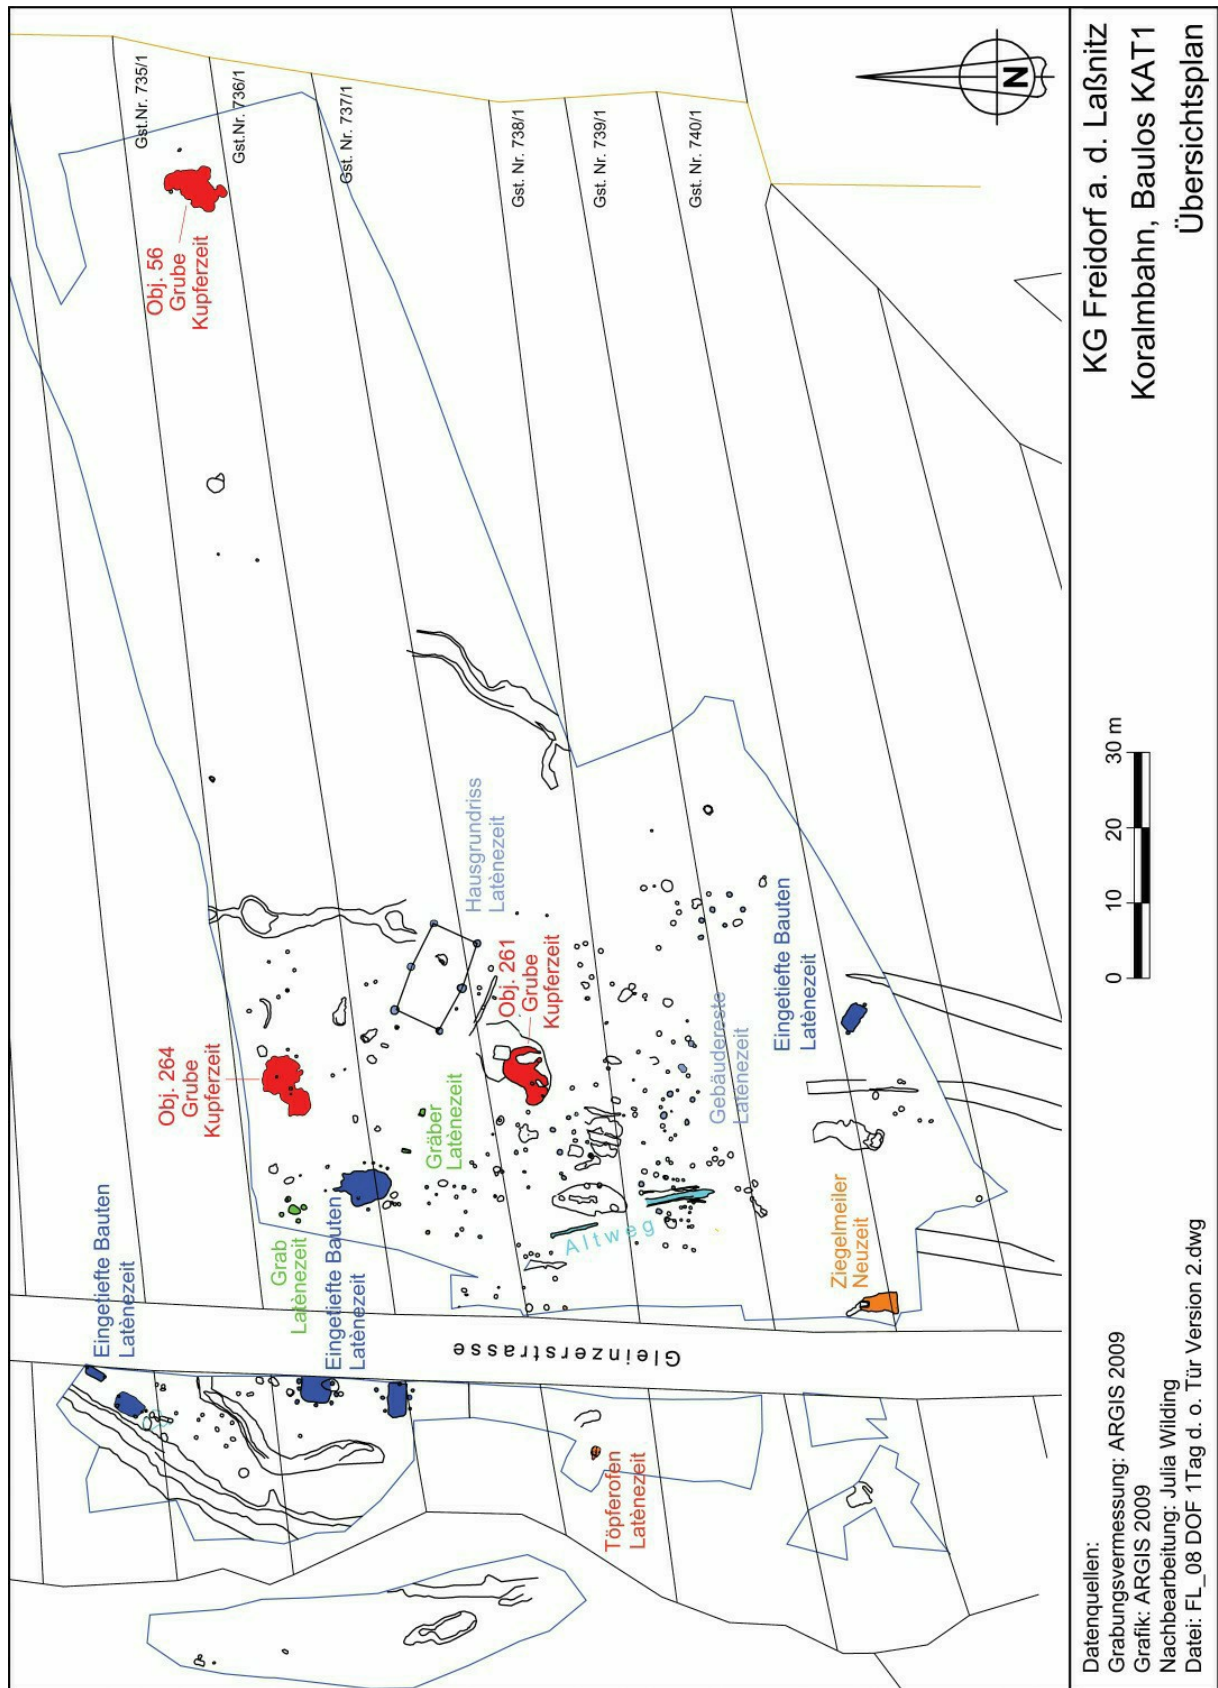 KG Freidorf a. d. Laßnitz
Koralmbahn, Baulos KAT1
Übersichtsplan
N
Gst.Nr. 735/1
Gst.Nr. 736/1
Gst. Nr. 737/1
Gst. Nr. 738/1
Gst. Nr. 739/1
Gst. Nr. 740/1
Obj. 56
Grube
Kupferzeit
Hausgrundriss
Latènezeit
Obj. 261
Grube
Kupferzeit
Obj. 264
Grube
Kupferzeit
Gräber
Latènezeit
Gebäudereste
Latènezeit
Eingetiefte Bauten
Latènezeit
Grab
Latènezeit
Eingetiefte Bauten
Latènezeit
Eingetiefte Bauten
Latènezeit
Altweg
Ziegelmeiler
Neuzeit
Gleinzerstrasse
Töpferofen
Latènezeit
0 10 20 30 m
Datenquellen:
Grabungsvermessung: ARGIS 2009
Grafik: ARGIS 2009
Nachbearbeitung: Julia Wilding
Datei: FL_08 DOF 1Tag d. o. Tür Version 2.dwg